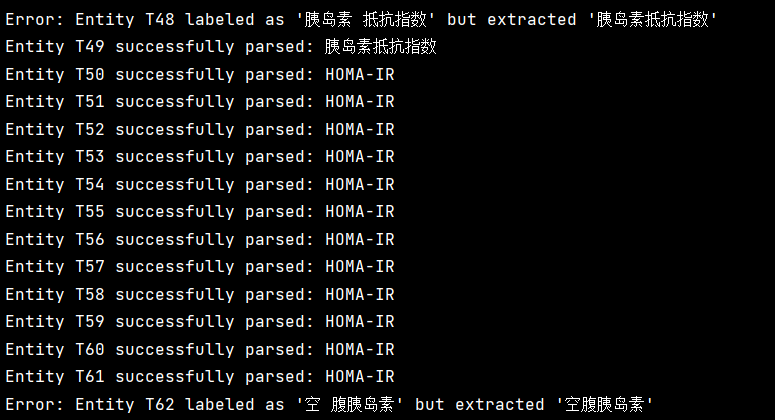 Error: Entity T48 labeled as '胰岛素 抵抗指数' but extracted '胰岛素抵抗指数'
Entity T49 successfully parsed: 胰岛素抵抗指数
Entity T50 successfully parsed: HOMA-IR
Entity T51 successfully parsed: HOMA-IR
Entity T52 successfully parsed: HOMA-IR
Entity T53 successfully parsed: HOMA-IR
Entity T54 successfully parsed: HOMA-IR
Entity T55 successfully parsed: HOMA-IR
Entity T56 successfully parsed: HOMA-IR
Entity T57 successfully parsed: HOMA-IR
Entity T58 successfully parsed: HOMA-IR
Entity T59 successfully parsed: HOMA-IR
Entity T60 successfully parsed: HOMA-IR
Entity T61 successfully parsed: HOMA-IR
Error: Entity T62 labeled as '空 腹胰岛素' but extracted '空腹胰岛素'